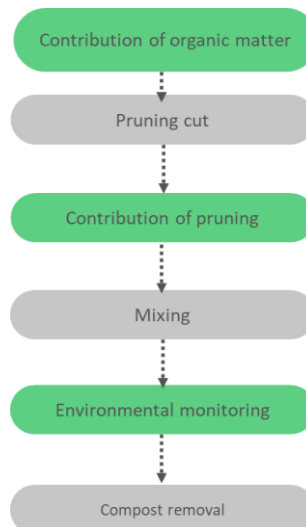 Contribution of organic matter
Pruning cut
Contribution of pruning
Mixing
Environmental monitoring
Compost removal